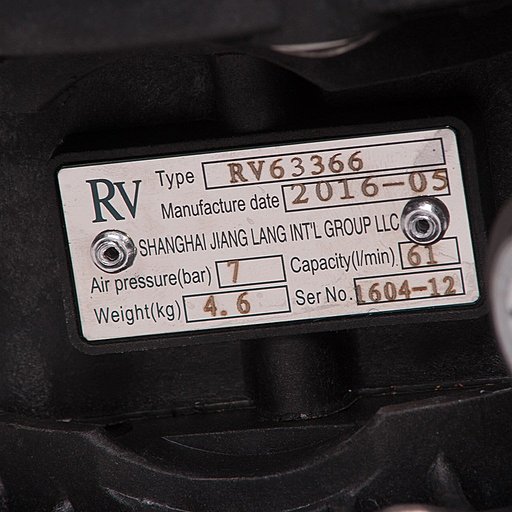 RV Type RV63366
Manufacture date 2016-05
SHANGHAI JIANG LANG INT'L GROUP LLC
Air pressure(bar) 7 Capacity(l/min) 61
Weight(kg) 4.6 Ser No. 1604-12